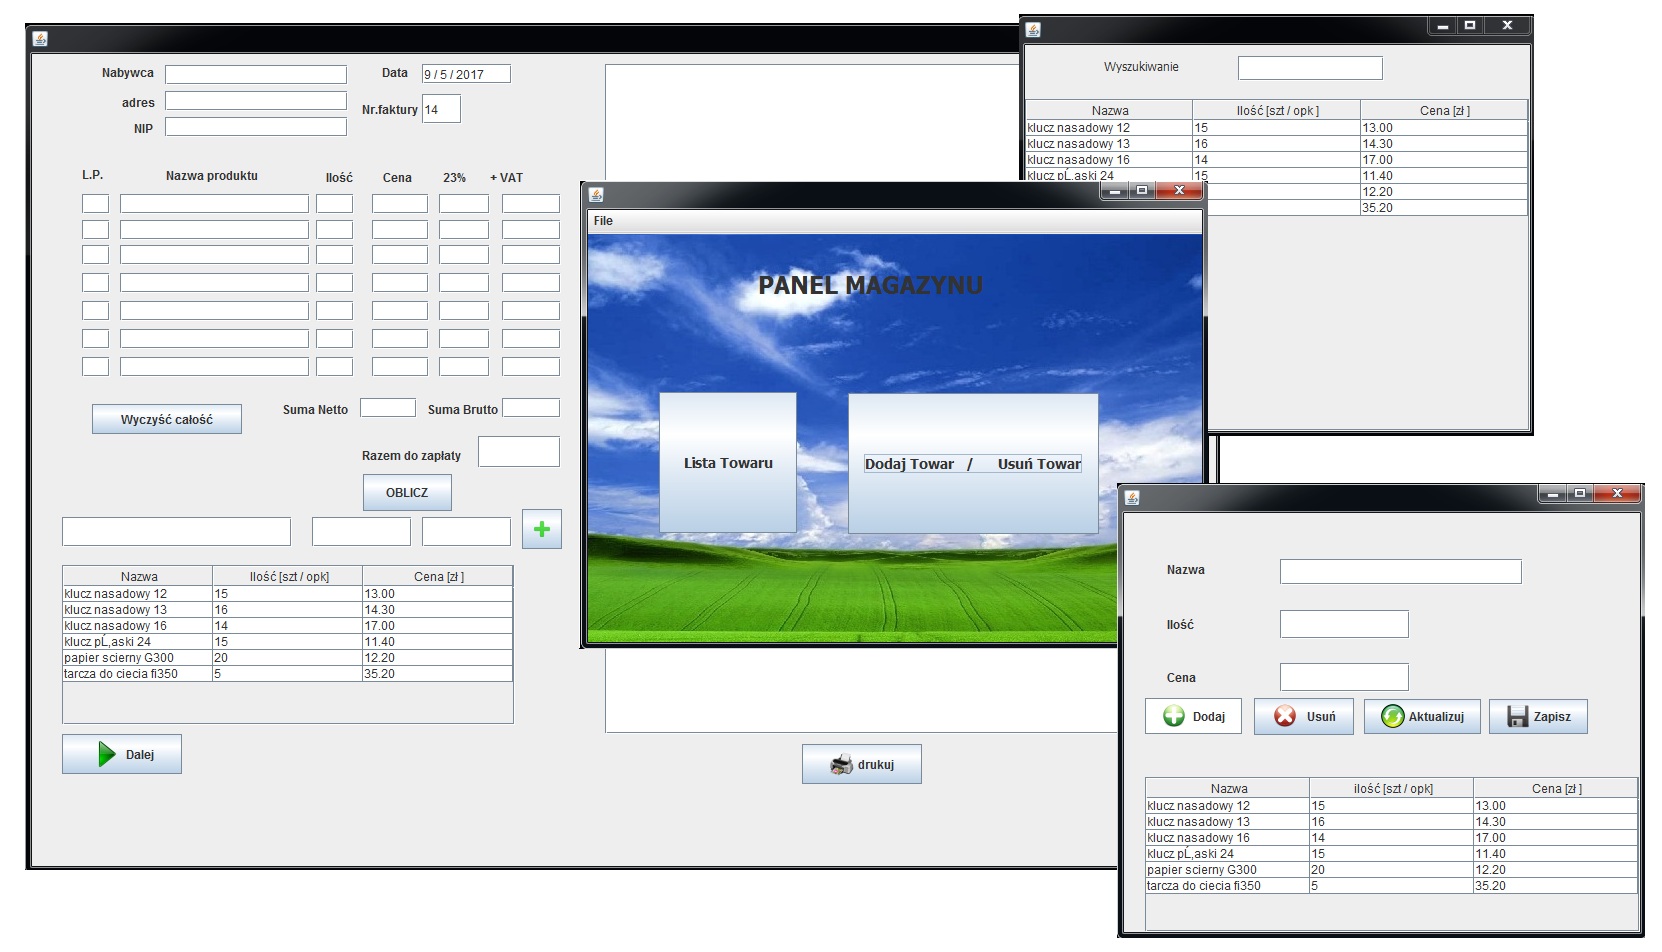 Nabywca
adres
NIP
Data 9 / 5 / 2017
Nr.faktury 14
L.P. Nazwa produktu Ilość Cena 23% + VAT
Wyczyść całość
Suma Netto Suma Brutto
Razem do zapłaty
OBLICZ
Nazwa Ilość [szt / opk] Cena [zł ]
klucz nasadowy 12 15 13.00
klucz nasadowy 13 16 14.30
klucz nasadowy 16 14 17.00
klucz pĹ‚aski 24 15 11.40
papier scierny G300 20 12.20
tarcza do ciecia fi350 5 35.20
Dalej
drukuj
File
PANEL MAGAZYNU
Lista Towaru
Dodaj Towar / Usuń Towar
Wyszukiwanie
Nazwa Ilość [szt / opk ] Cena [zł ]
klucz nasadowy 12 15 13.00
klucz nasadowy 13 16 14.30
klucz nasadowy 16 14 17.00
klucz pĹ‚aski 24 15 11.40
12.20
35.20
Nazwa
Ilość
Cena
Dodaj Usuń Aktualizuj Zapisz
Nazwa ilość [szt / opk] Cena [zł ]
klucz nasadowy 12 15 13.00
klucz nasadowy 13 16 14.30
klucz nasadowy 16 14 17.00
klucz pĹ‚aski 24 15 11.40
papier scierny G300 20 12.20
tarcza do ciecia fi350 5 35.20